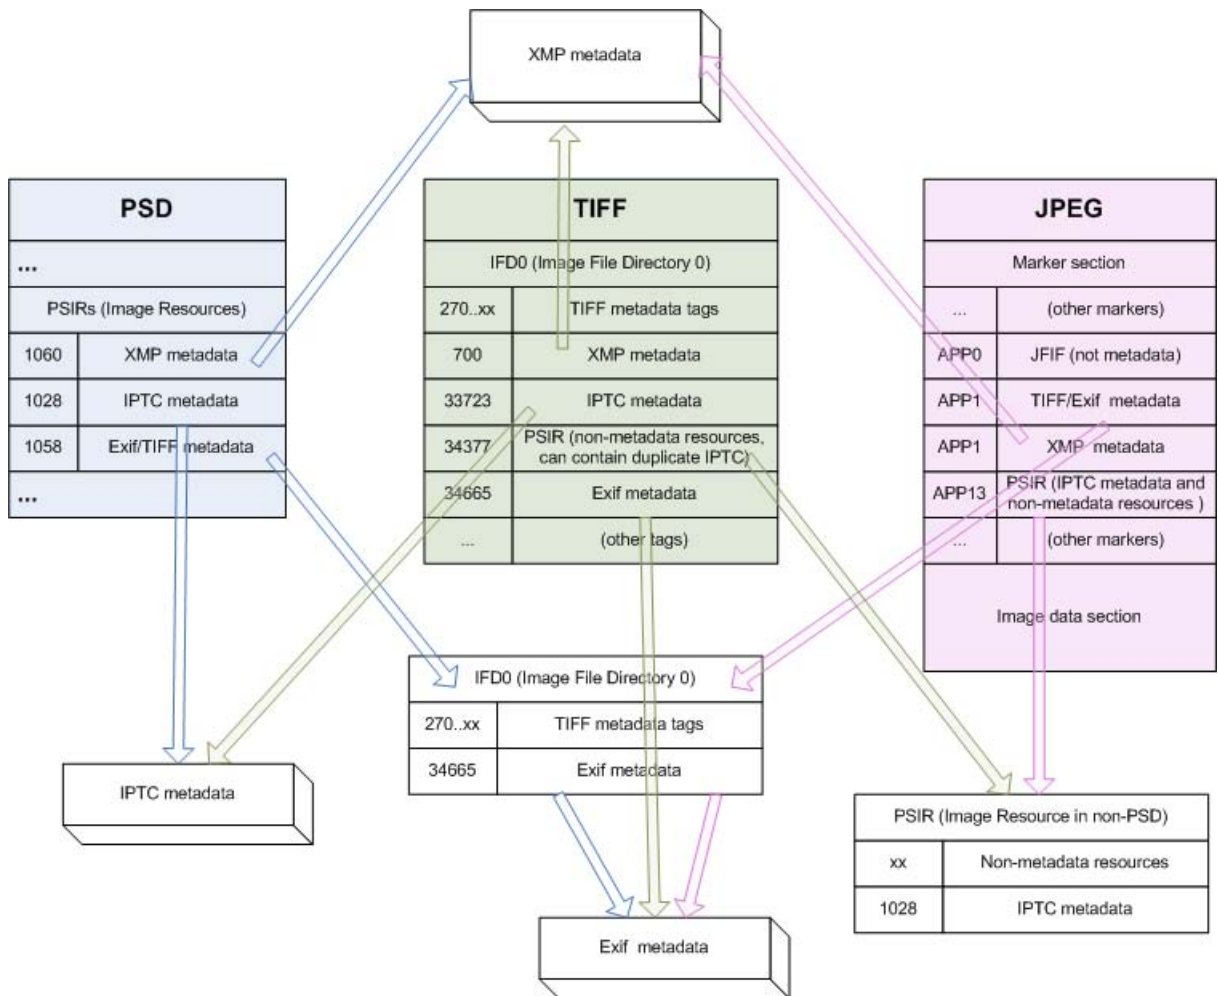 XMP metadata
PSD
...
PSIRs (Image Resources)
1060 XMP metadata
1028 IPTC metadata
1058 Exif/TIFF metadata
...
TIFF
IFD0 (Image File Directory 0)
270..xx TIFF metadata tags
700 XMP metadata
33723 IPTC metadata
34377 PSIR (non-metadata resources,
can contain duplicate IPTC)
34665 Exif metadata
... (other tags)
JPEG
Marker section
... (other markers)
APP0 JFIF (not metadata)
APP1 TIFF/Exif metadata
APP1 XMP metadata
APP13 PSIR (IPTC metadata and
non-metadata resources )
... (other markers)
Image data section
IFD0 (Image File Directory 0)
270..xx TIFF metadata tags
34665 Exif metadata
IPTC metadata
PSIR (Image Resource in non-PSD)
xx Non-metadata resources
1028 IPTC metadata
Exif metadata